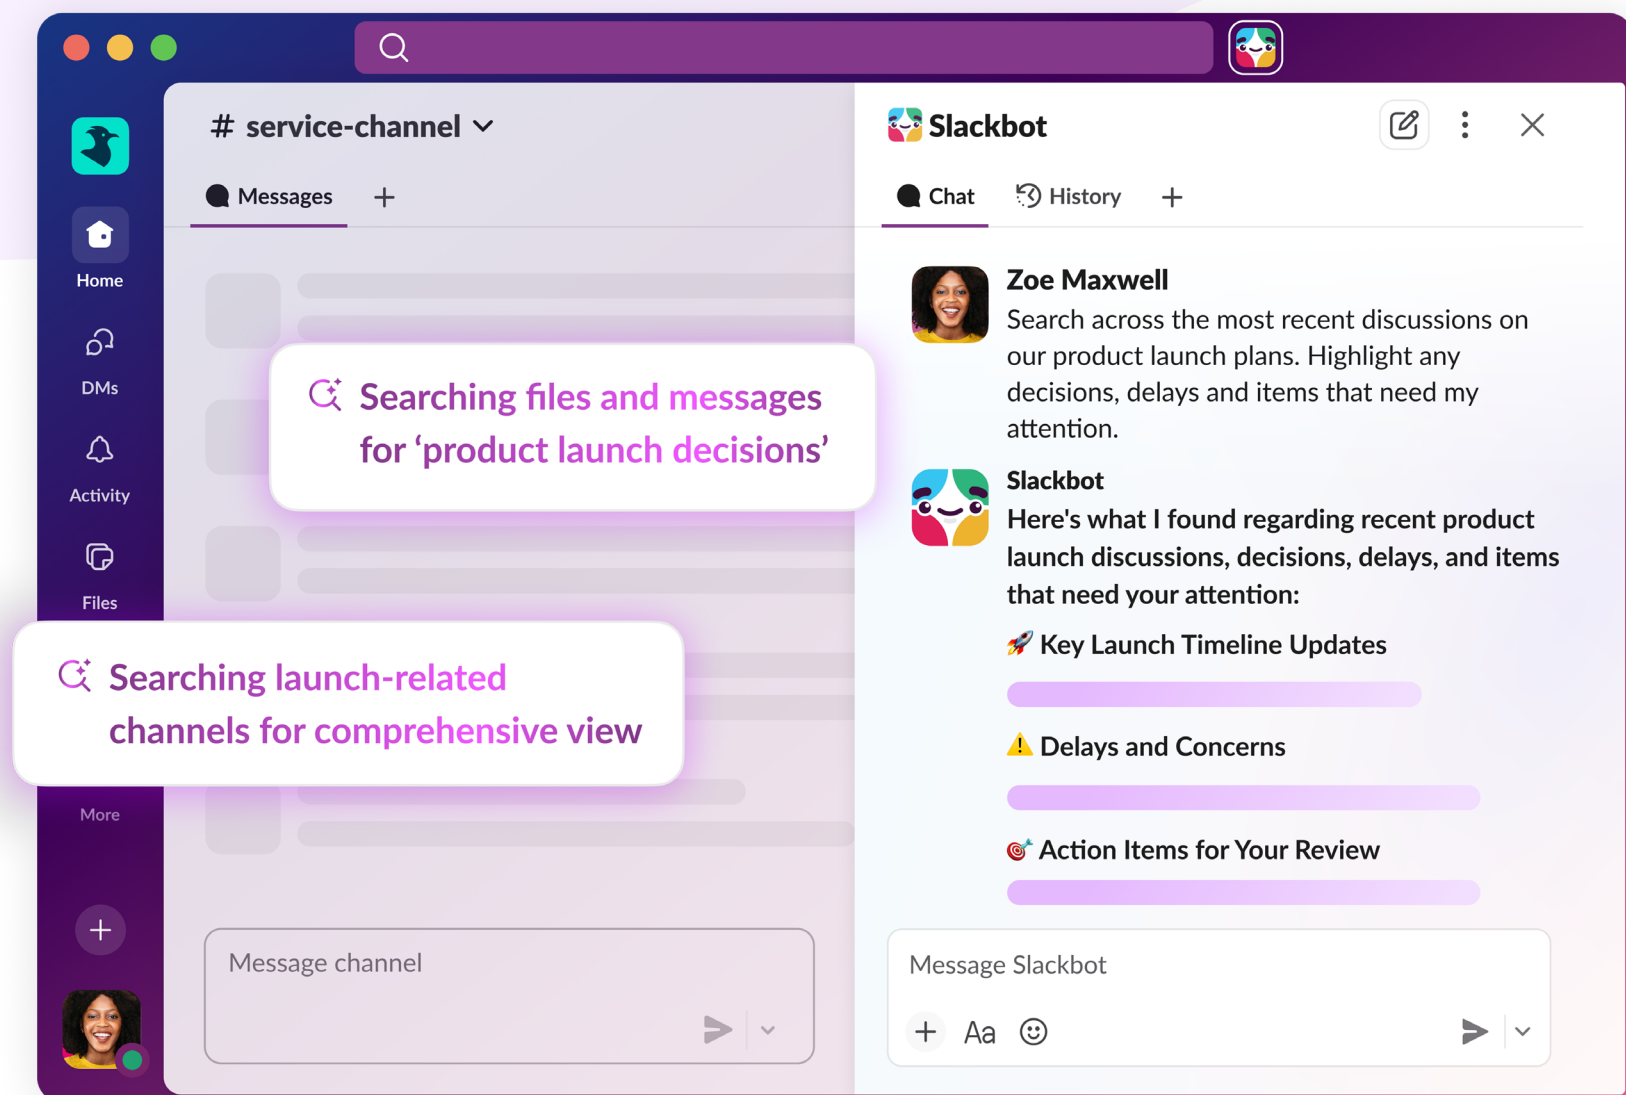 # service-channel
Messages
Home
DMs
Activity
Files
More
Searching files and messages
for ‘product launch decisions’
Searching launch-related
channels for comprehensive view
Message channel
Slackbot
Chat
History
Zoe Maxwell
Search across the most recent discussions on
our product launch plans. Highlight any
decisions, delays and items that need my
attention.
Slackbot
Here's what I found regarding recent product
launch discussions, decisions, delays, and items
that need your attention:
🚀 Key Launch Timeline Updates
⚠️ Delays and Concerns
🎯 Action Items for Your Review
Message Slackbot
Aa